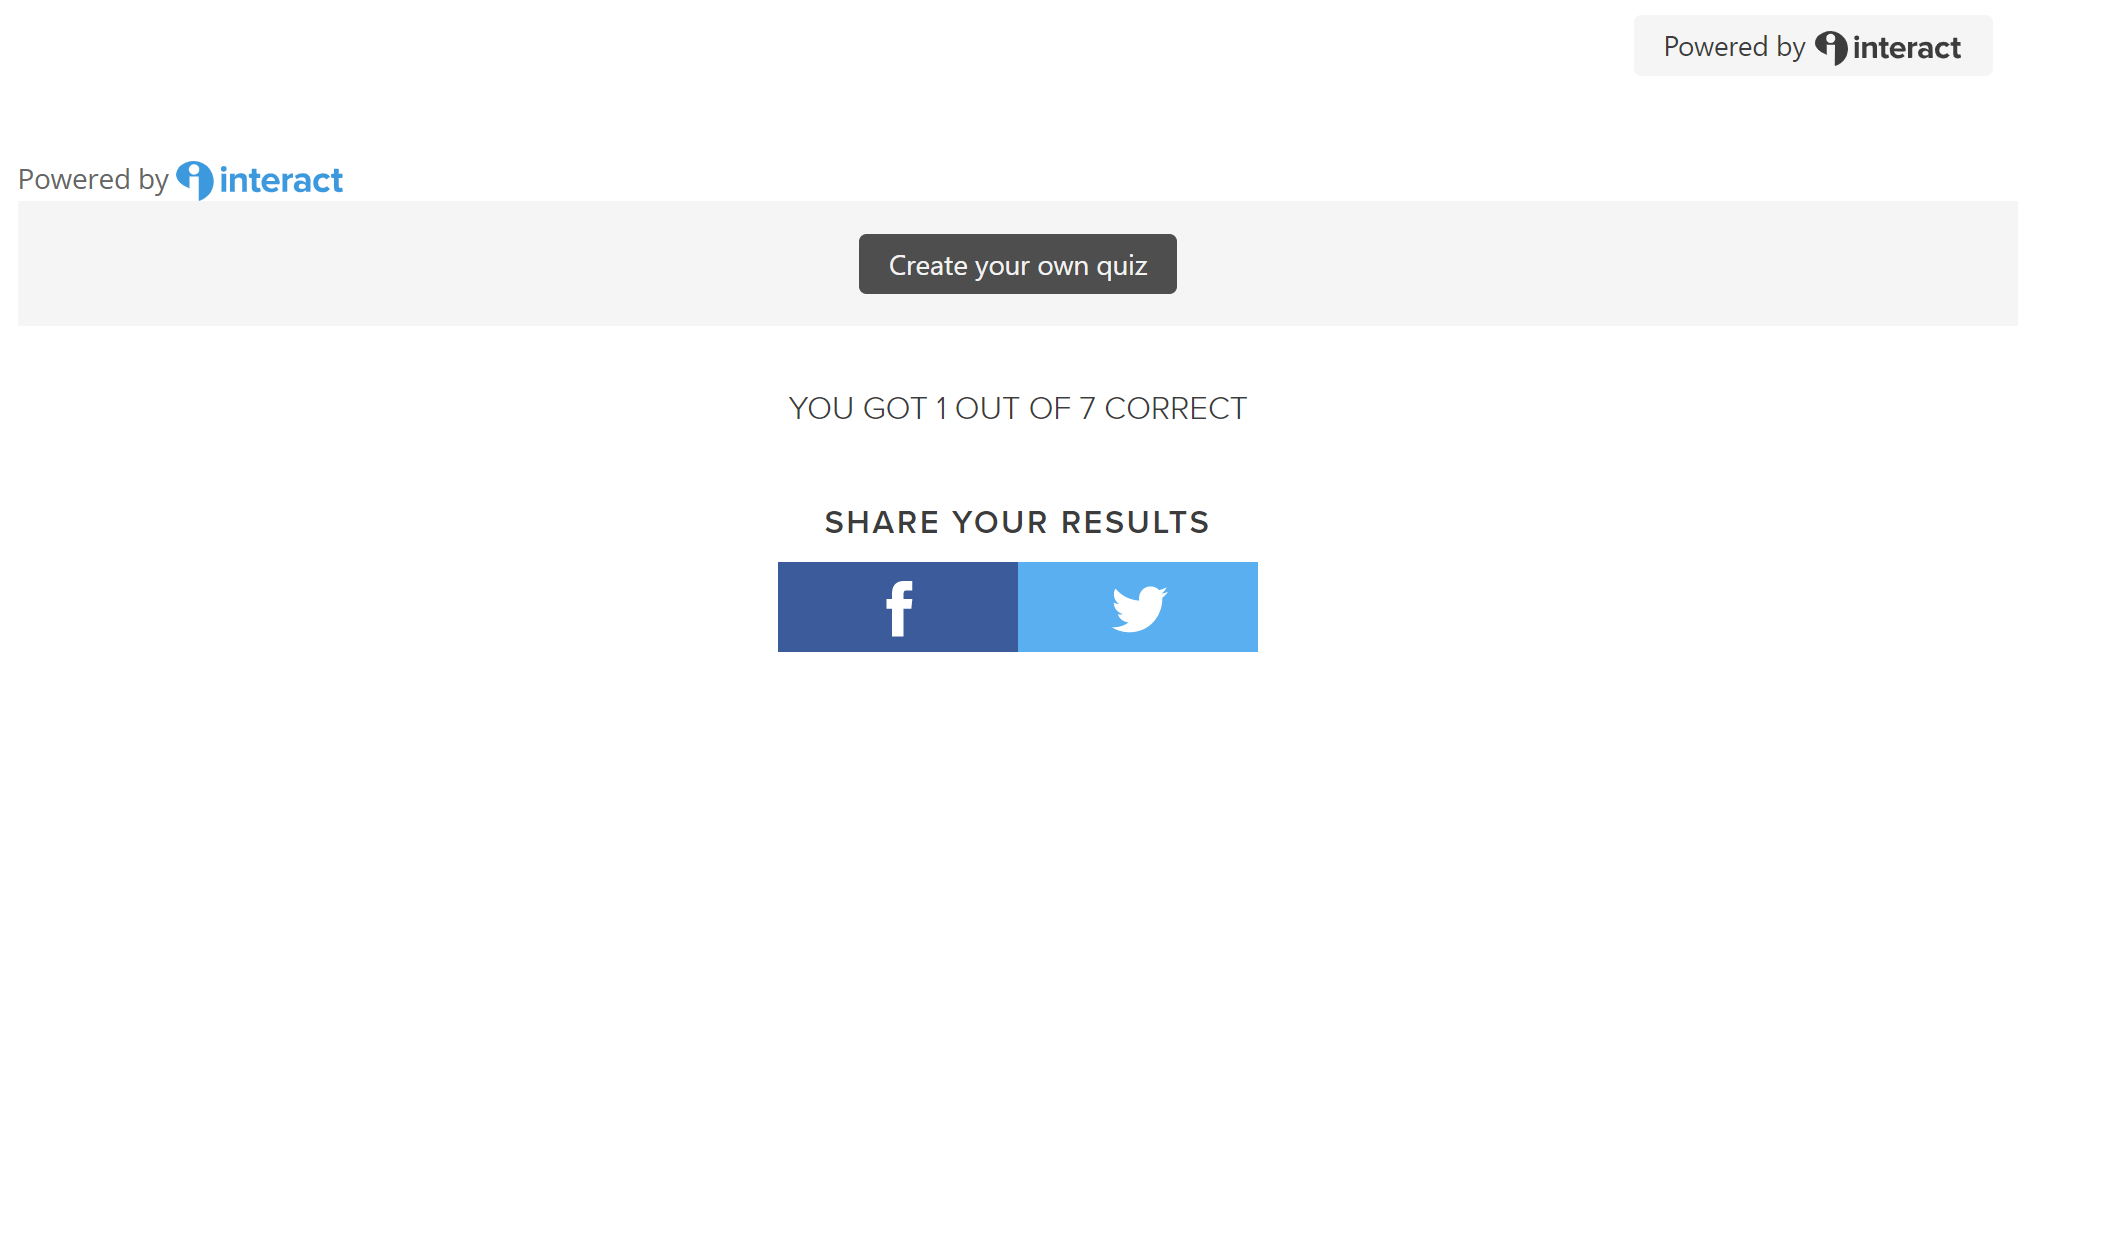 Powered by interact
Powered by interact
Create your own quiz
YOU GOT 1 OUT OF 7 CORRECT
SHARE YOUR RESULTS